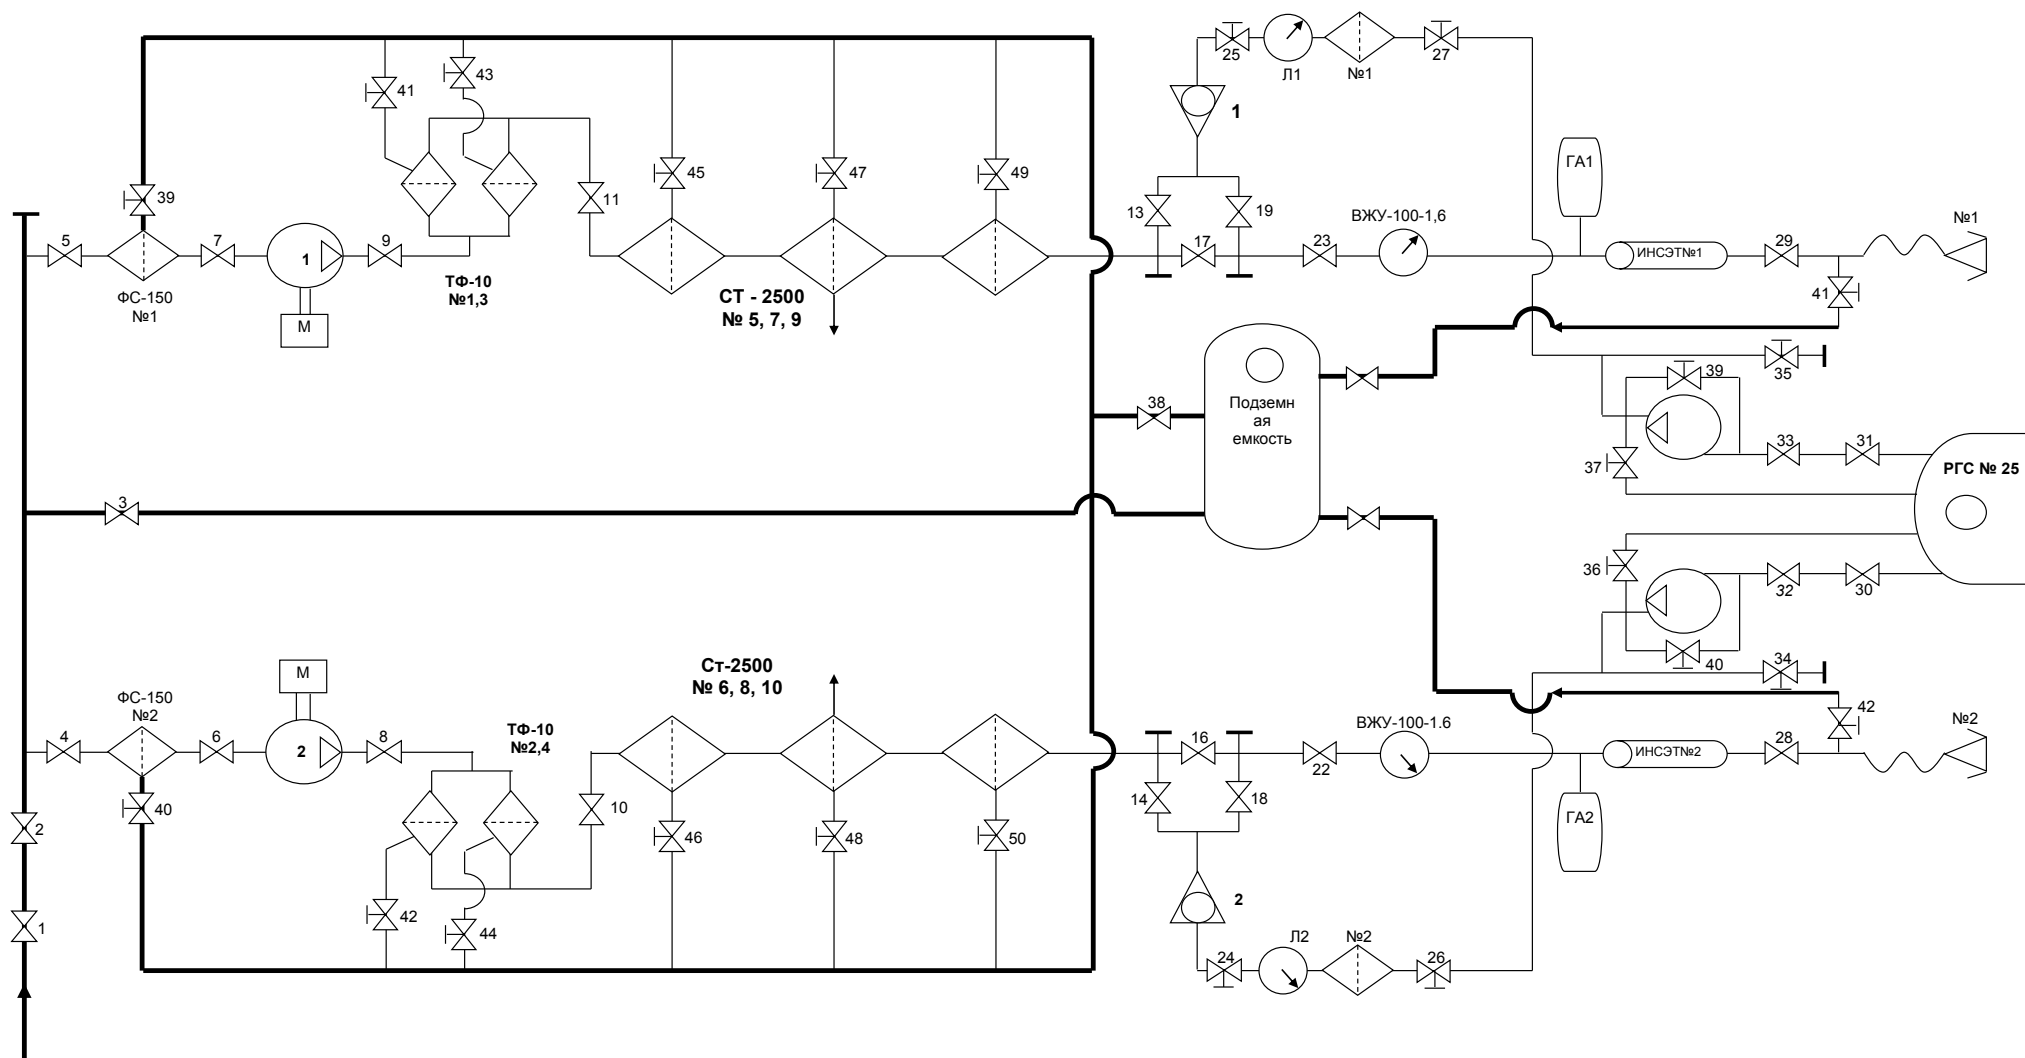 25
Л1
№1
27
43
41
1
ГА1
39
45
47
49
11
13
19
ВЖУ-100-1,6
№1
5
7
1
9
17
23
ИНСЭТ№1
29
ФС-150
№1
М
ТФ-10
№1,3
СТ - 2500
№ 5, 7, 9
41
35
39
38
Подземн
ая
емкость
33
31
37
РГС № 25
3
36
32
30
40
34
Ст-2500
№ 6, 8, 10
М
ФС-150
№2
ТФ-10
№2,4
ВЖУ-100-1.6
42
№2
4
6
2
8
16
22
ИНСЭТ№2
28
40
10
14
18
ГА2
2
46
48
50
42
44
2
1
Л2
№2
24
26